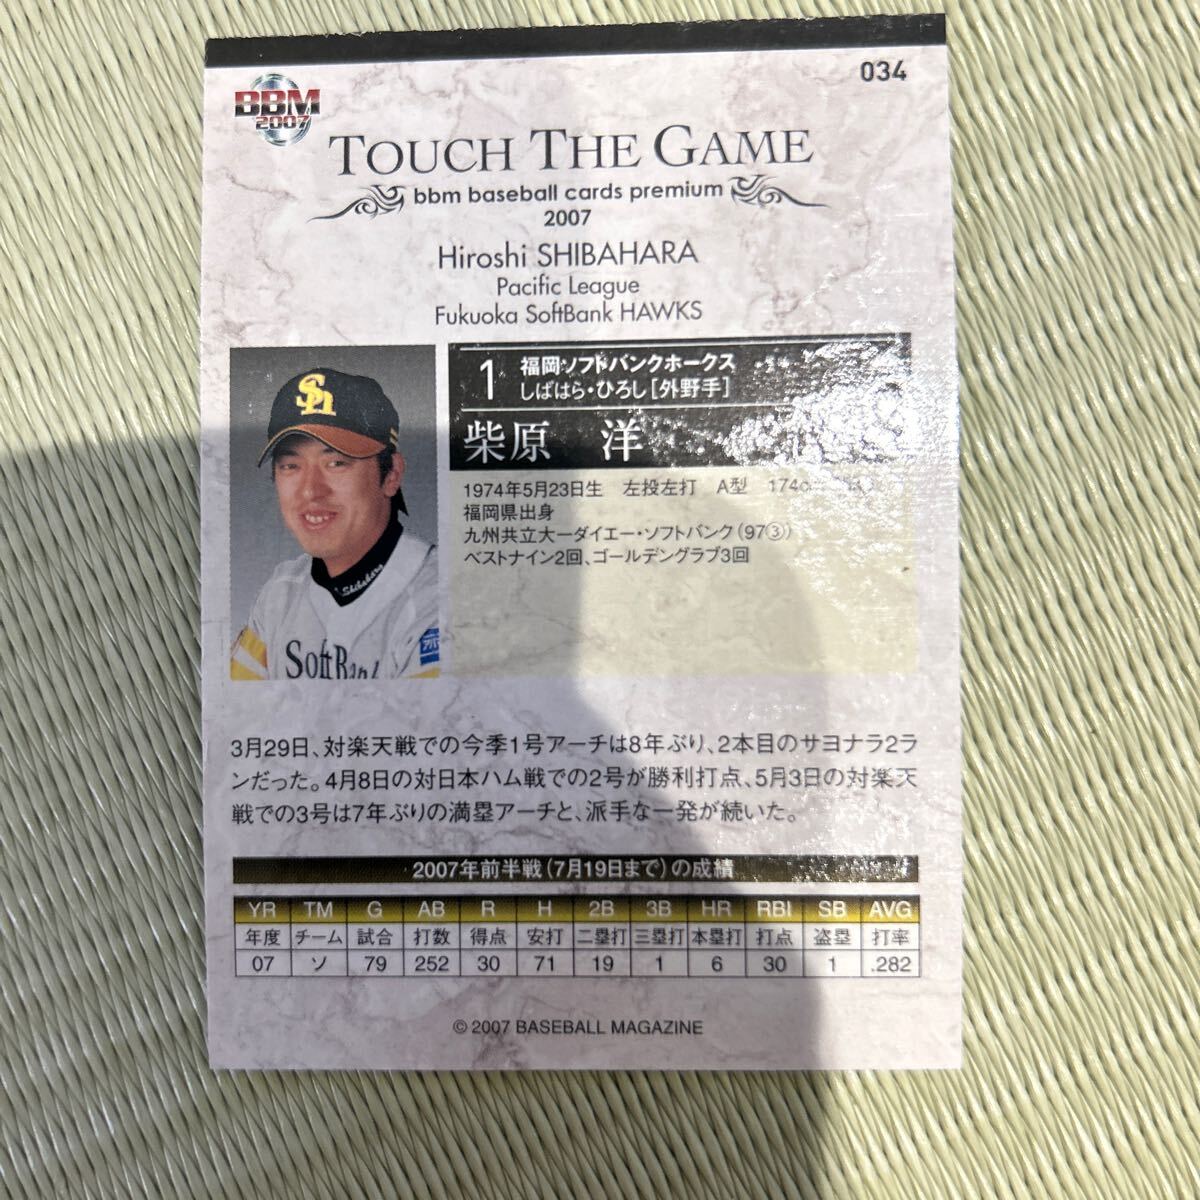 034
BBM
2007
TOUCH THE GAME
bbm baseball cards premium
2007
Hiroshi SHIBAHARA
Pacific League
Fukuoka SoftBank HAWKS
1 福岡ソフトバンクホークス
しばはら・ひろし[外野手]
柴原 洋
1974年5月23日生 左投左打 A型 174c
福岡県出身
九州共立大ーダイエー・ソフトバンク(97③)
ベストナイン2回、ゴールデングラブ3回
Sh
Shibahara
SoftBank
3月29日、対楽天戦での今季1号アーチは8年ぶり、2本目のサヨナラ2ラ
ンだった。4月8日の対日本ハム戦での2号が勝利打点、5月3日の対楽天
戦での3号は7年ぶりの満塁アーチと、派手な一発が続いた。
2007年前半戦(7月19日まで)の成績
YR TM G AB R H 2B 3B HR RBI SB AVG
年度 チーム 試合 打数 得点 安打 二塁打 三塁打 本塁打 打点 盗塁 打率
07 ソ 79 252 30 71 19 1 6 30 1 .282
© 2007 BASEBALL MAGAZINE